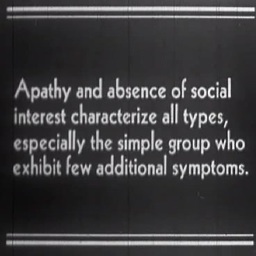 Apathy and absence of social
interest characterize all types,
especially the simple group who
exhibit few additional symptoms.